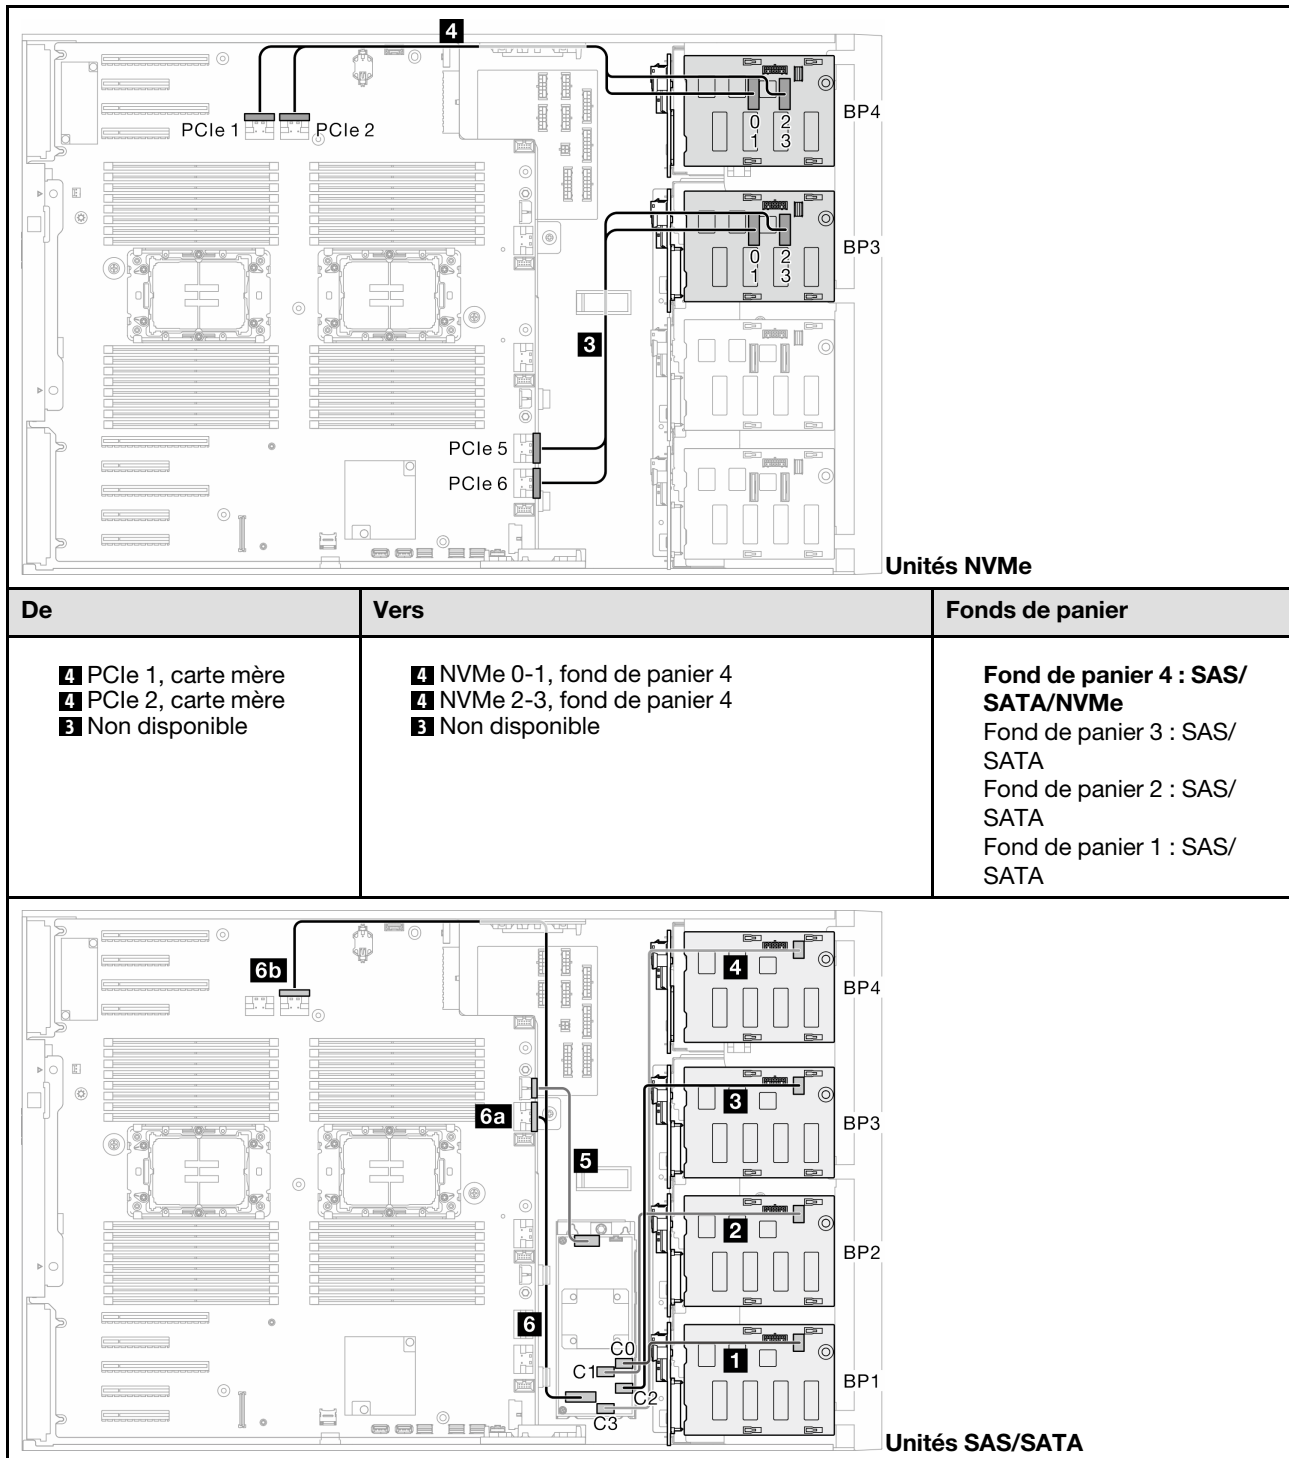 4
PCIe 1
PCIe 2
0
1
2
3
BP4
0
1
2
3
BP3
3
PCIe 5
PCIe 6
Unités NVMe
De
Vers
Fonds de panier
4 PCIe 1, carte mère
4 PCIe 2, carte mère
3 Non disponible
4 NVMe 0-1, fond de panier 4
4 NVMe 2-3, fond de panier 4
3 Non disponible
Fond de panier 4 : SAS/
SATA/NVMe
Fond de panier 3 : SAS/
SATA
Fond de panier 2 : SAS/
SATA
Fond de panier 1 : SAS/
SATA
6b
4
BP4
3
6a
BP3
5
2
BP2
6
C0
C1
C2
C3
1
BP1
Unités SAS/SATA